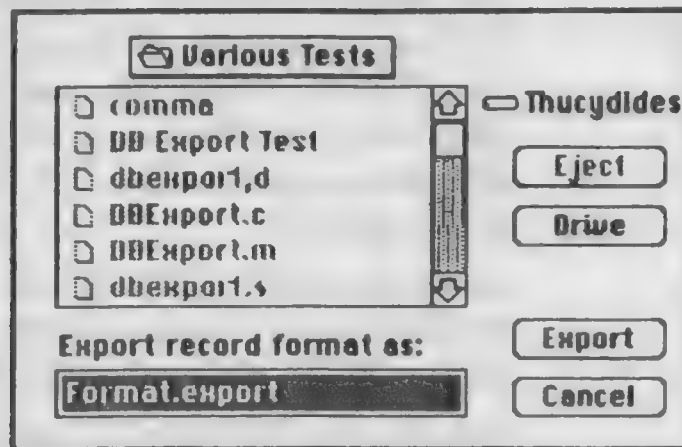 Various Tests
comma
DB Export Test
dbexport,d
DBExport.c
DBExport.m
dbexport.s
Thucydides
Eject
Drive
Export record format as:
Format.export
Export
Cancel